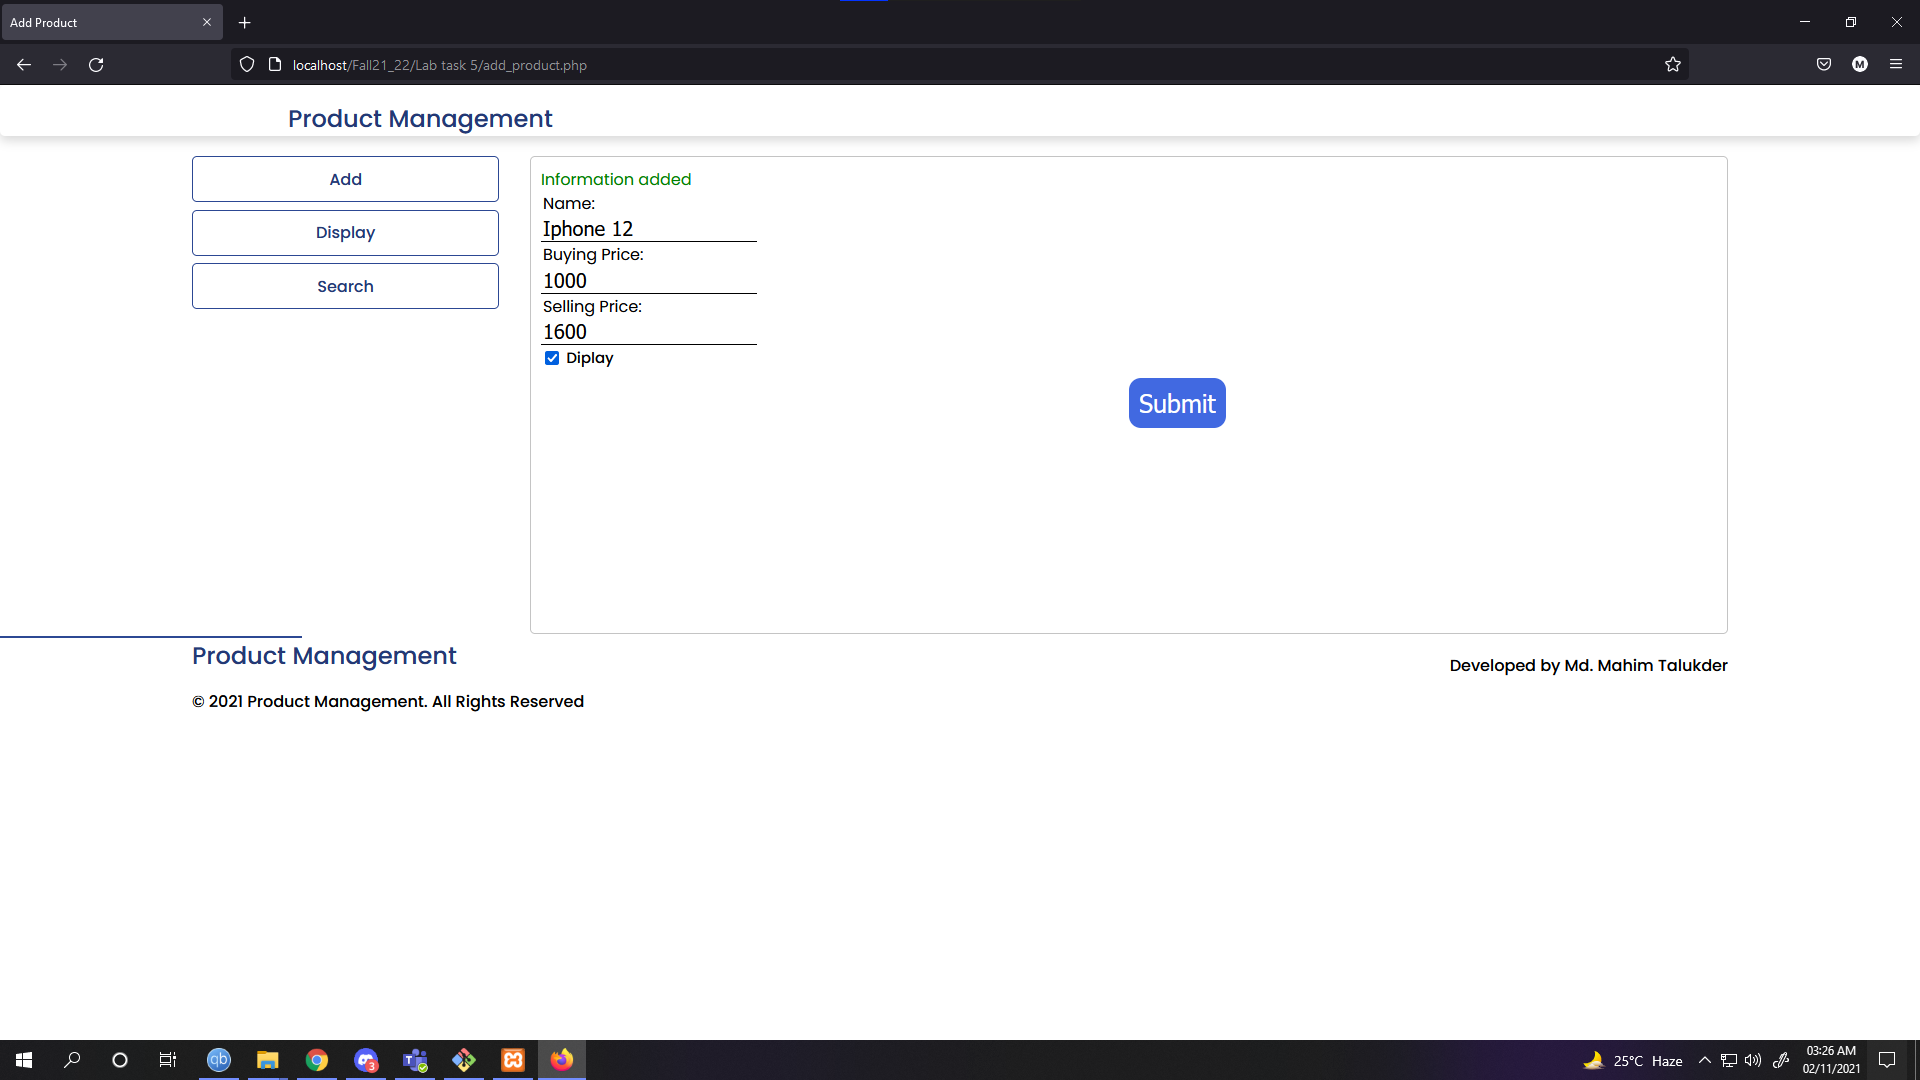 Add Product
localhost/Fall21_22/Lab task 5/add_product.php
M
Product Management
Add
Display
Search
Information added
Name:
Iphone 12
Buying Price:
1000
Selling Price:
1600
Diplay
Submit
Product Management
Developed by Md. Mahim Talukder
© 2021 Product Management. All Rights Reserved
qb
3
T
25°C Haze
03:26 AM
02/11/2021